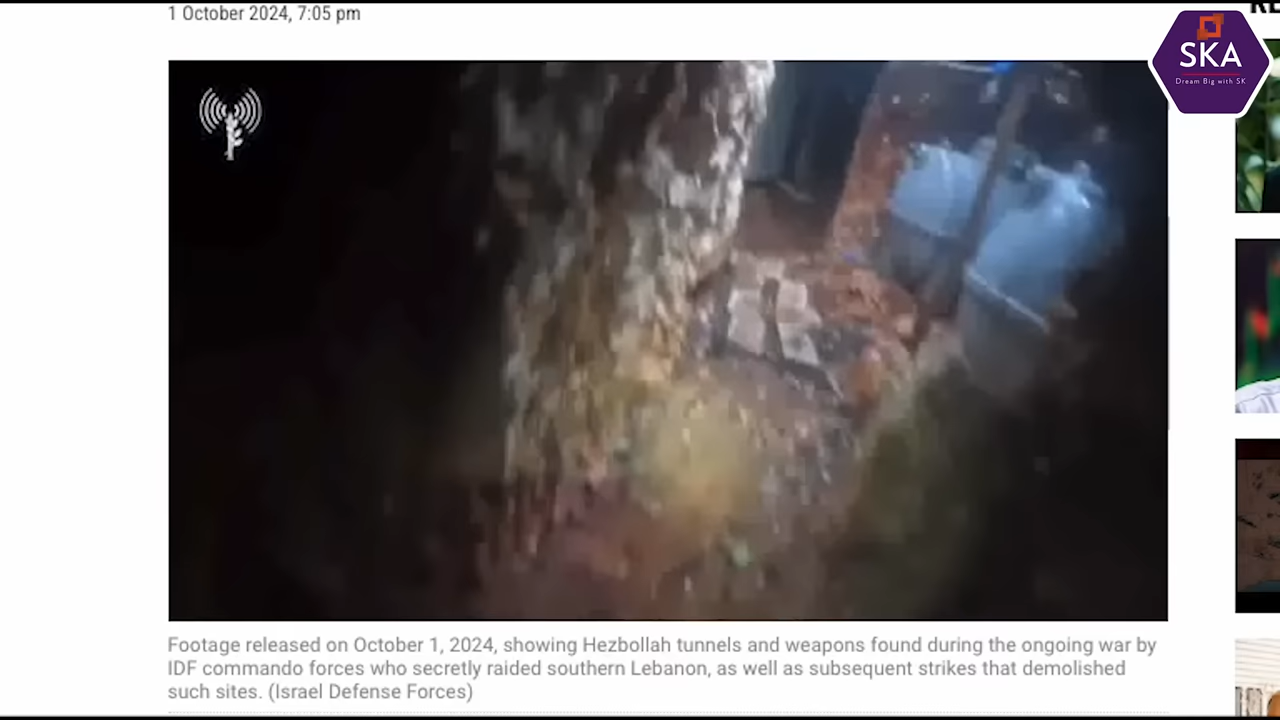 1 October 2024, 7:05 pm
SKA
Dream Big with SK
Footage released on October 1, 2024, showing Hezbollah tunnels and weapons found during the ongoing war by
IDF commando forces who secretly raided southern Lebanon, as well as subsequent strikes that demolished
such sites. (Israel Defense Forces)